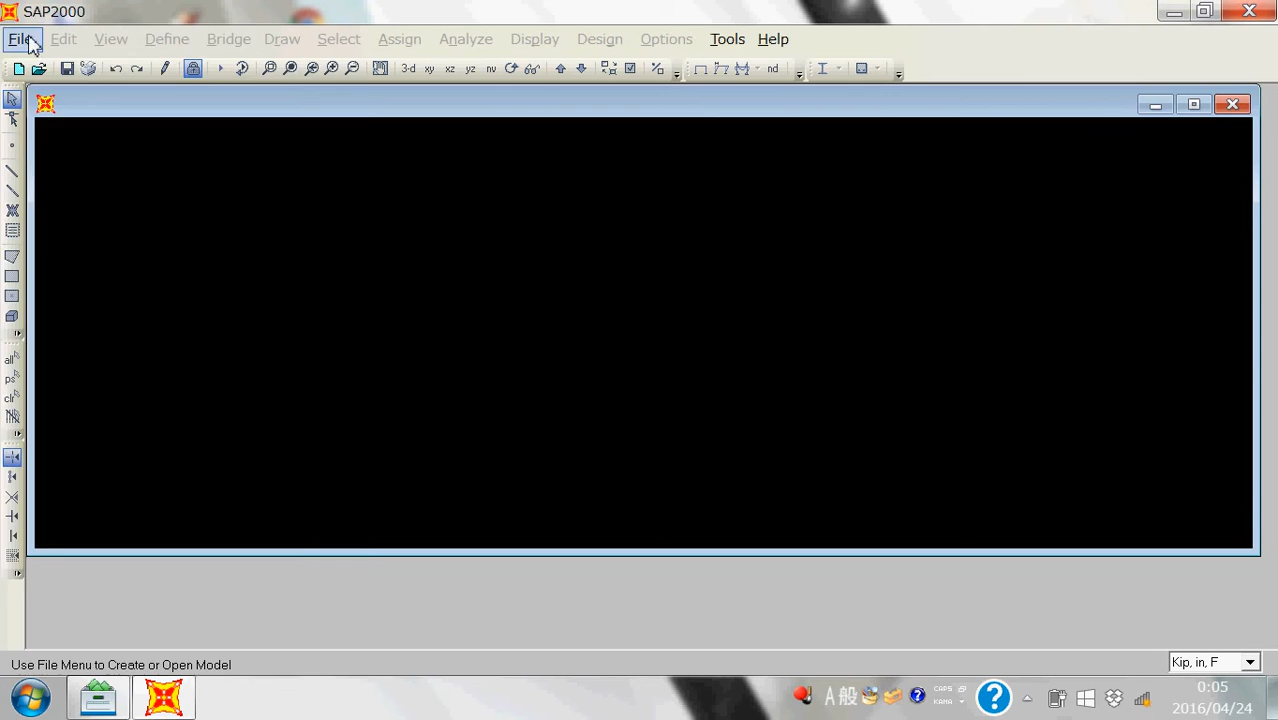 SAP2000
File Edit View Define Bridge Draw Select Assign Analyze Display Design Options Tools Help
3-d xy xz yz nv nd
all
ps
clr
Use File Menu to Create or Open Model
Kip, in, F
A 般 CAPS KANA
0:05
2016/04/24